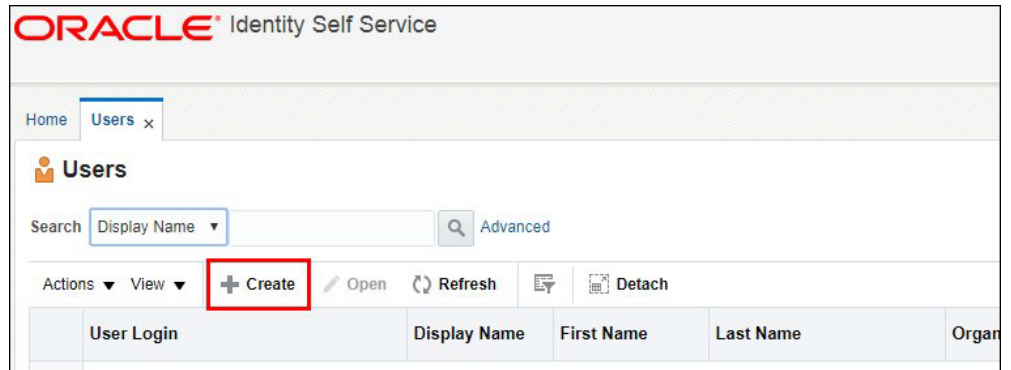 ORACLE® Identity Self Service
Home Users x
Users
Search Display Name Advanced
Actions View Create Open Refresh Detach
User Login Display Name First Name Last Name Organ